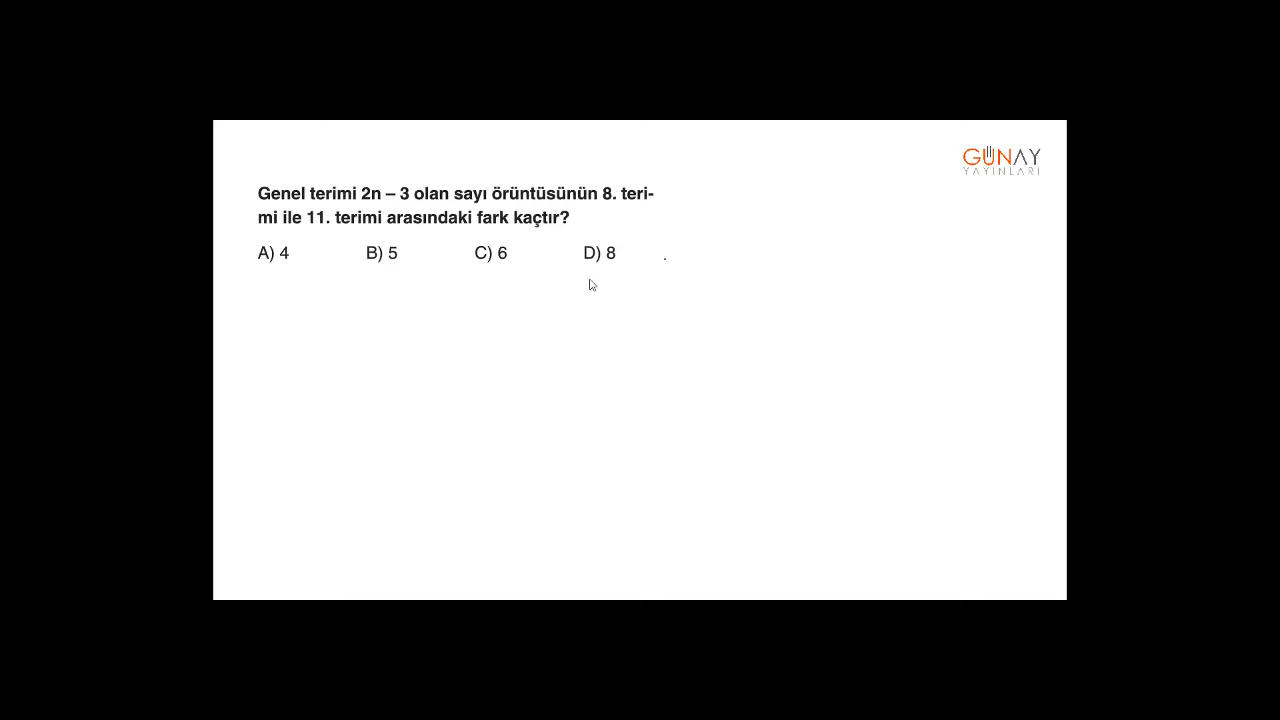 GÜNAY
YAYINLARI
Genel terimi 2n – 3 olan sayı örüntüsünün 8. teri-
mi ile 11. terimi arasındaki fark kaçtır?
A) 4 B) 5 C) 6 D) 8 .